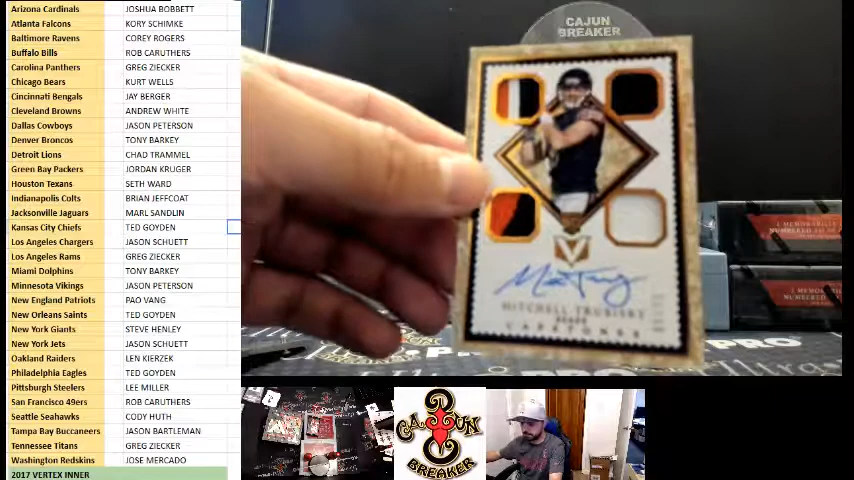 Arizona Cardinals JOSHUA BOBBETT
Atlanta Falcons KORY SCHIMKE
Baltimore Ravens COREY ROGERS
Buffalo Bills ROB CARUTHERS
Carolina Panthers GREG ZIECKER
Chicago Bears KURT WELLS
Cincinnati Bengals JAY BERGER
Cleveland Browns ANDREW WHITE
Dallas Cowboys JASON PETERSON
Denver Broncos TONY BARKEY
Detroit Lions CHAD TRAMMEL
Green Bay Packers JORDAN KRUGER
Houston Texans SETH WARD
Indianapolis Colts BRIAN JEFFCOAT
Jacksonville Jaguars MARL SANDLIN
Kansas City Chiefs TED GOYDEN
Los Angeles Chargers JASON SCHUETT
Los Angeles Rams GREG ZIECKER
Miami Dolphins TONY BARKEY
Minnesota Vikings JASON PETERSON
New England Patriots PAO VANG
New Orleans Saints TED GOYDEN
New York Giants STEVE HENLEY
New York Jets JASON SCHUETT
Oakland Raiders LEN KIERZEK
Philadelphia Eagles TED GOYDEN
Pittsburgh Steelers LEE MILLER
San Francisco 49ers ROB CARUTHERS
Seattle Seahawks CODY HUTH
Tampa Bay Buccaneers JASON BARTLEMAN
Tennessee Titans GREG ZIECKER
Washington Redskins JOSE MERCADO
2017 VERTEX INNER
CAJUN
BREAKER
MITCHELL TRUBISKY
BEARS
CAPSTONES
1 MEMORABILIA
NUMBERED
PRO
CAJUN
BREAKER